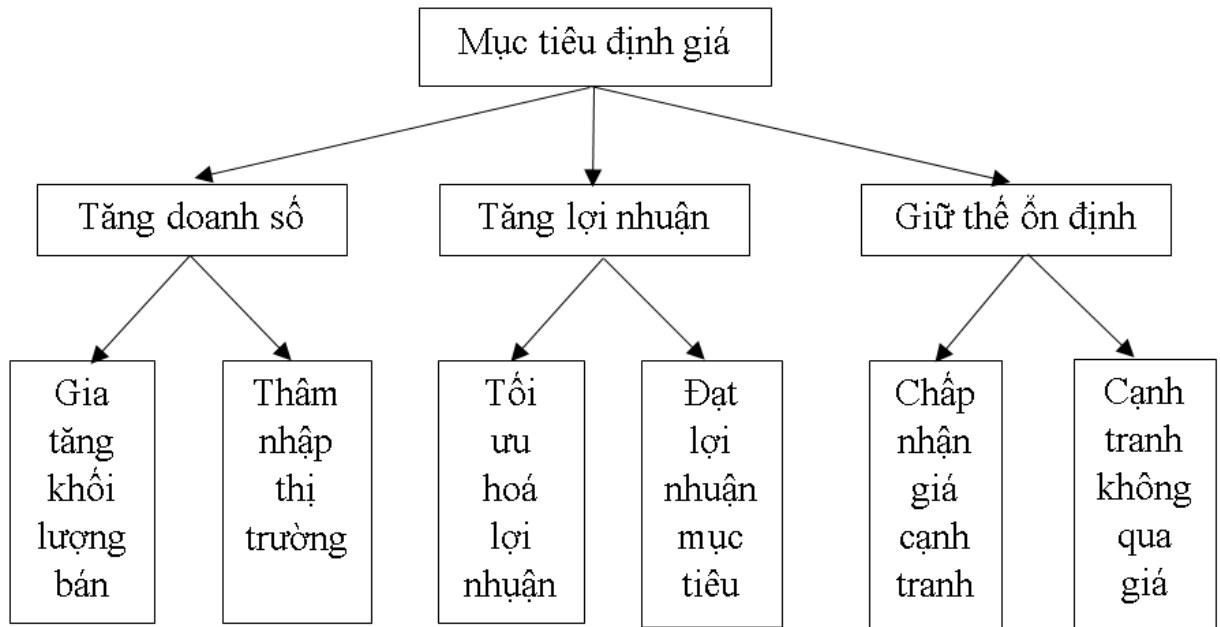 Mục tiêu định giá
Tăng doanh số
Tăng lợi nhuận
Giữ thế ổn định
Gia
tăng
khối
lượng
bán
Thâm
nhập
thị
trường
Tối
ưu
hoá
lợi
nhụận
Đạt
lợi
nhuận
mục
tiêu
Chấp
nhận
giá
cạnh
tranh
Cạnh
tranh
không
qua
giá